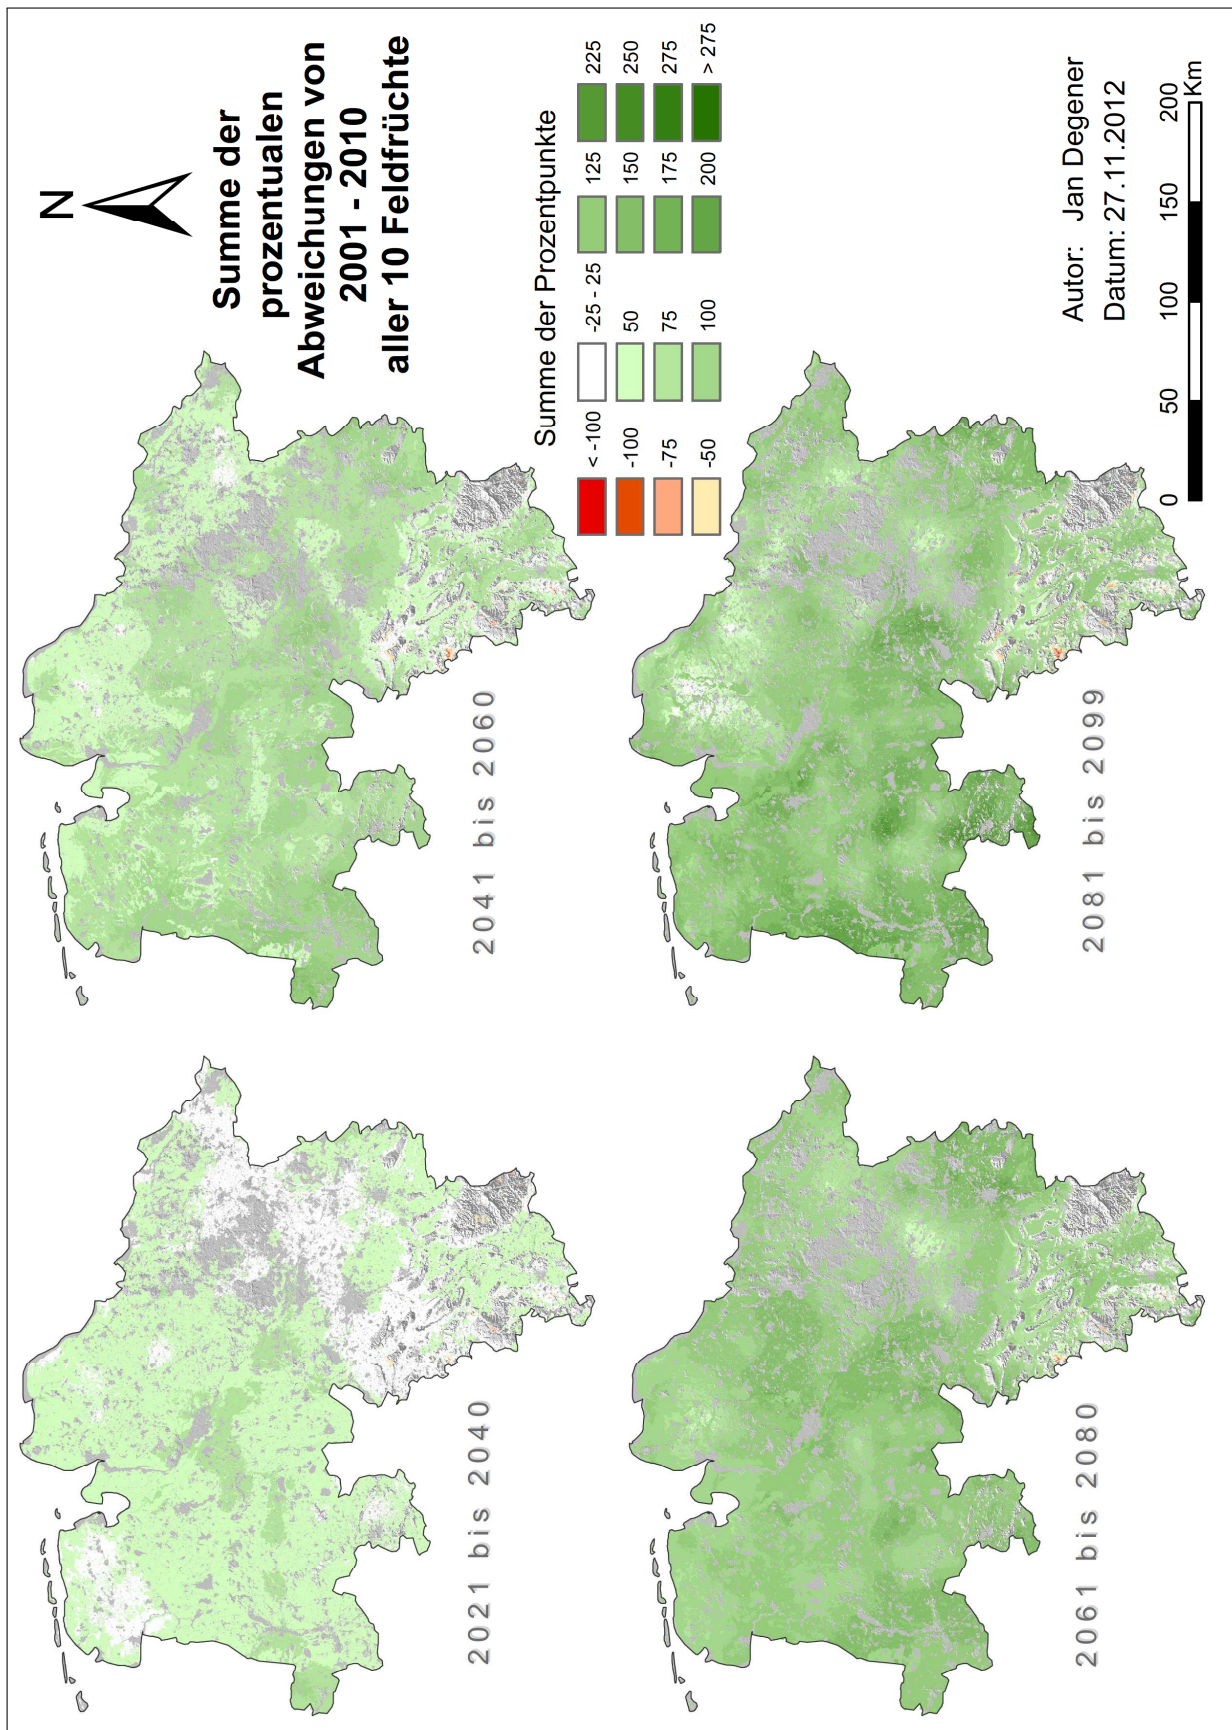 N
Summe der
prozentualen
Abweichungen von
2001 - 2010
aller 10 Feldfrüchte
Summe der Prozentpunkte
< -100
-25 - 25
125
225
-100
50
150
250
-75
75
175
275
-50
100
200
> 275
2021 bis 2040
2041 bis 2060
2061 bis 2080
2081 bis 2099
Autor: Jan Degener
Datum: 27.11.2012
0
50
100
150
200
Km